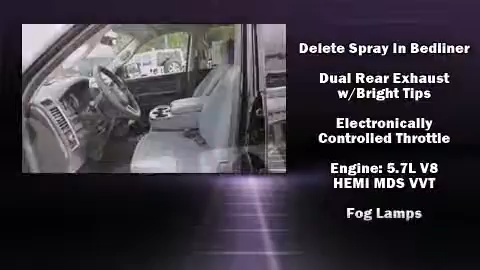 Delete Spray In Bedliner
Dual Rear Exhaust
w/Bright Tips
Electronically
Controlled Throttle
Engine: 5.7L V8
HEMI MDS VVT
Fog Lamps